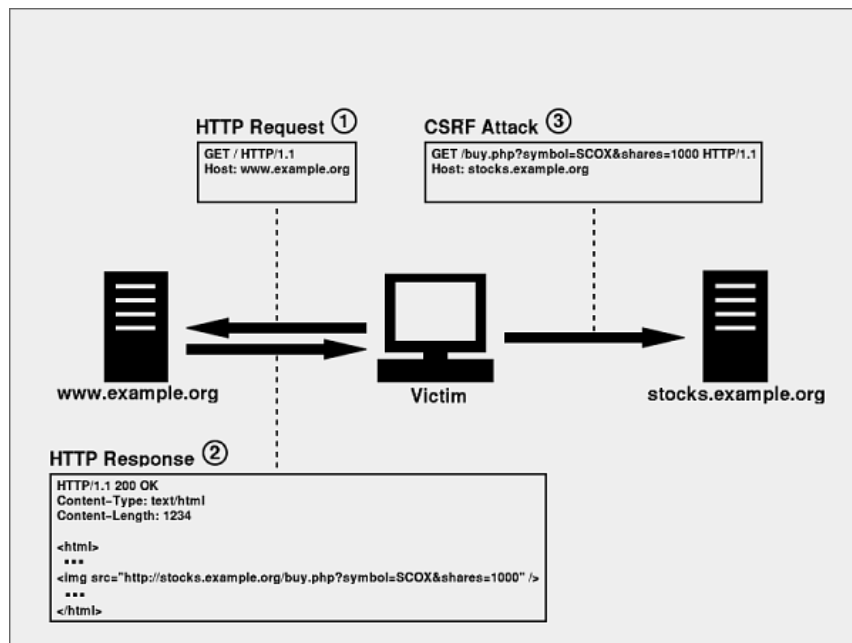 HTTP Request ①
GET / HTTP/1.1
Host: www.example.org
CSRF Attack ③
GET /buy.php?symbol=SCOX&shares=1000 HTTP/1.1
Host: stocks.example.org
www.example.org
Victim
stocks.example.org
HTTP Response ②
HTTP/1.1 200 OK
Content-Type: text/html
Content-Length: 1234
<html>
...
<img src="http://stocks.example.org/buy.php?symbol=SCOX&shares=1000" />
...
</html>